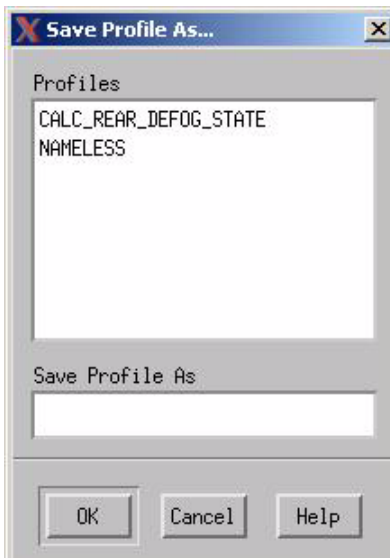 Save Profile As...
Profiles
CALC_REAR_DEFOG_STATE
NAMELESS
Save Profile As
OK Cancel Help